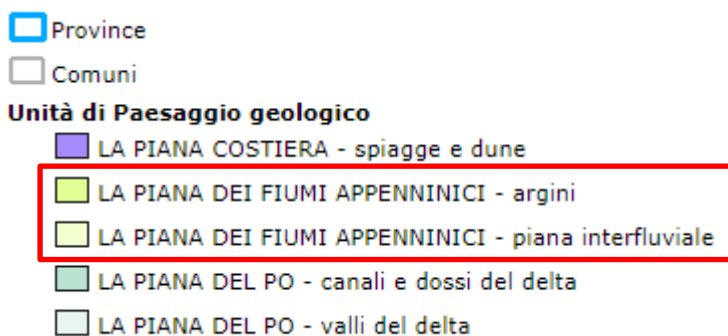 Province
Comuni
Unità di Paesaggio geologico
LA PIANA COSTIERA - spiagge e dune
LA PIANA DEI FIUMI APPENNINICI - argini
LA PIANA DEI FIUMI APPENNINICI - piana interfluviale
LA PIANA DEL PO - canali e dossi del delta
LA PIANA DEL PO - valli del delta